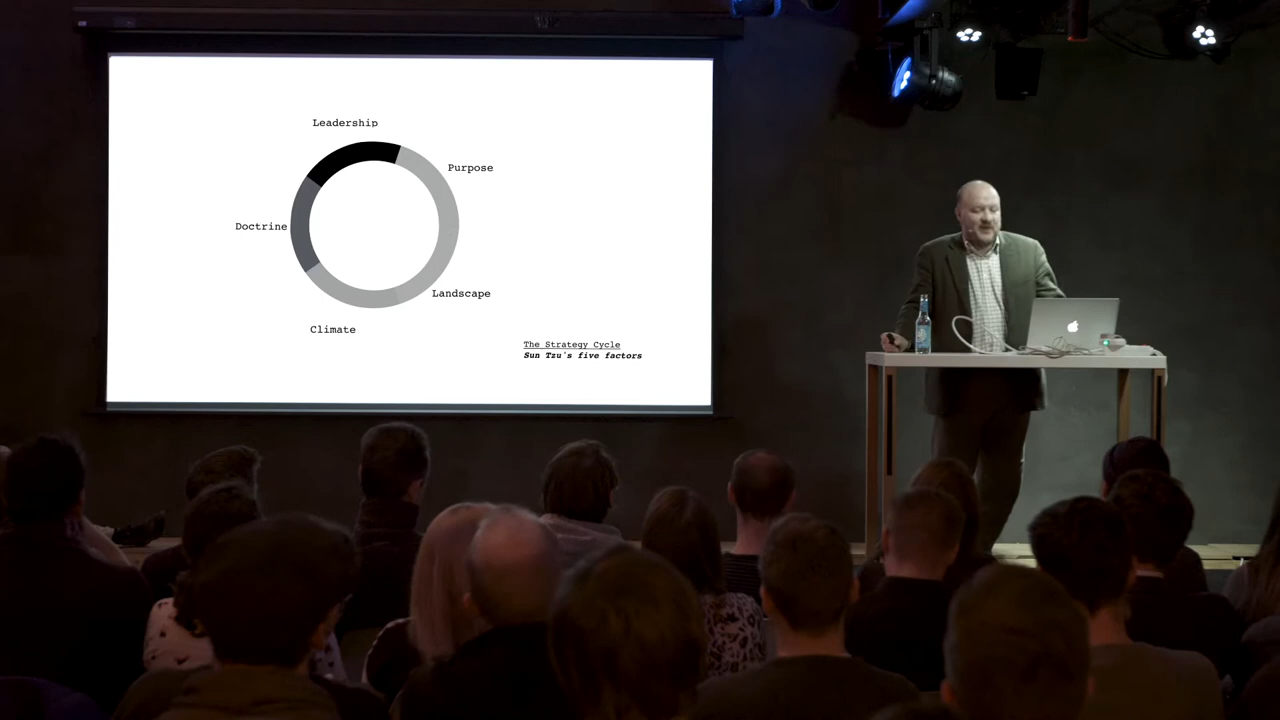 Leadership
Purpose
Doctrine
Landscape
Climate
The Strategy Cycle
Sun Tzu's five factors